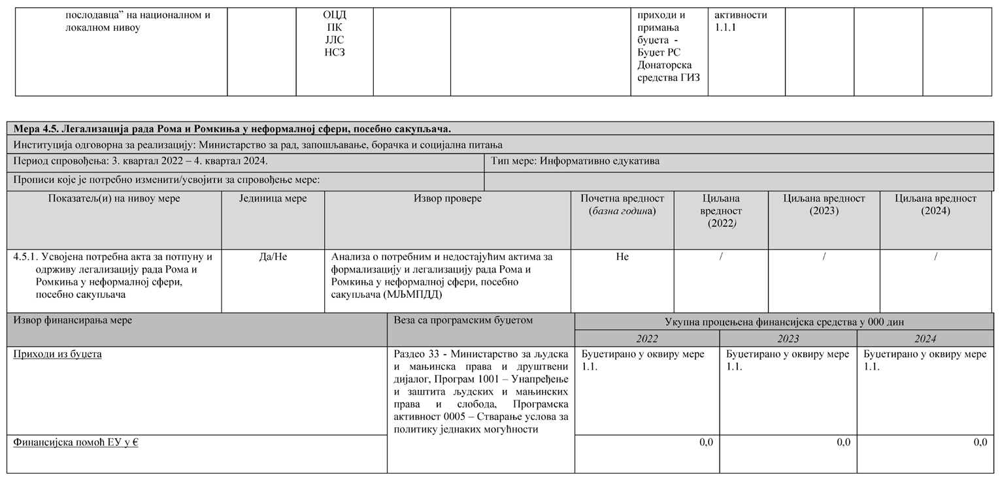 послодавца” на националном и
локалном нивоу
ОЦД
ПК
ЈЛС
НСЗ
приходи и
примања
буџета -
Буџет РС
Донаторска
средства ГИЗ
активности
1.1.1
Мера 4.5. Легализација рада Рома и Ромкиња у неформалној сфери, посебно сакупљача.
Институција одговорна за реализацију: Министарство за рад, запошљавање, борачка и социјална питања
Период спровођења: 3. квартал 2022 – 4. квартал 2024.
Тип мере: Информативно едукатива
Прописи које је потребно изменити/усвојити за спровођење мере:
Показатељ(и) на нивоу мере
Јединица мере
Извор провере
Почетна вредност
(базна година)
Циљана
вредност
(2022)
Циљана вредност
(2023)
Циљана вредност
(2024)
4.5.1. Усвојена потребна акта за потпуну и
одрживу легализацију рада Рома и
Ромкиња у неформалној сфери,
посебно сакупљача
Да/Не
Анализа о потребним и недостајућим актима за
формализацију и легализацију рада Рома и
Ромкиња у неформалној сфери, посебно
сакупљача (МЉМПДД)
Не
/
/
/
Извор финансирања мере
Веза са програмским буџетом
Укупна процењена финансијска средства у 000 дин
2022
2023
2024
Приходи из буџета
Раздео 33 - Министарство за људска
и мањинска права и друштвени
дијалог, Програм 1001 – Унапређење
и заштита људских и мањинских
права и слобода, Програмска
активност 0005 – Стварање услова за
политику једнаких могућности
Буџетирано у оквиру мере
1.1.
Буџетирано у оквиру мере
1.1.
Буџетирано у оквиру мере
1.1.
Финансијска помоћ ЕУ у €
0,0
0,0
0,0